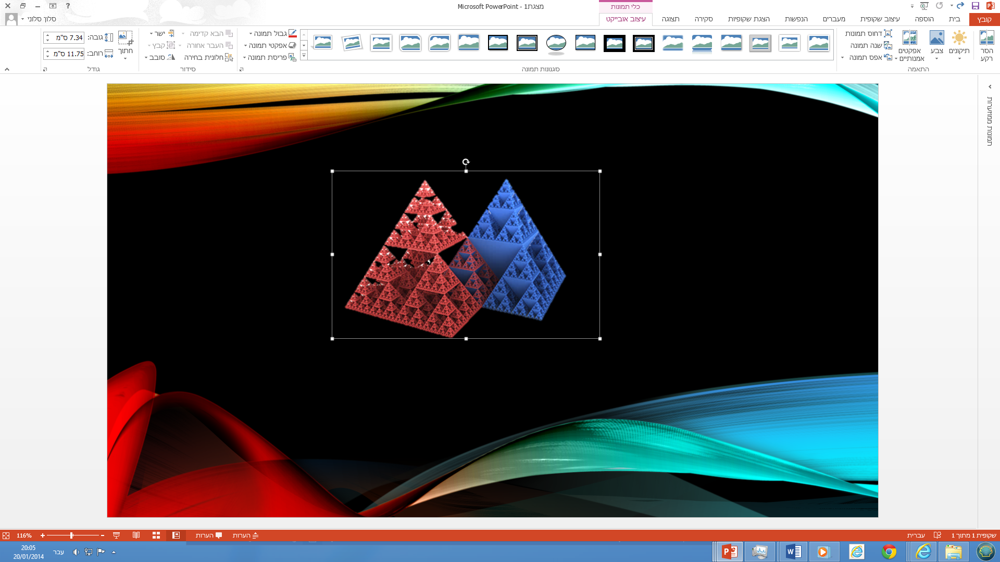 מצגת1 - Microsoft PowerPoint
כלי תמונות
קובץ
בית
הוספה
עיצוב שקופית
מעברים
הנפשות
הצגת שקופיות
סקירה
תצוגה
עיצוב אובייקט
סלון סלוני
הסר רקע
תיקונים
צבע
אפקטים אמנותיים
דחוס תמונות
שנה תמונה
אפס תמונה
התאמה
סגנונות תמונה
גבול תמונה
אפקטי תמונה
פריסת תמונה
הבא קדימה
העבר אחורה
חלונית בחירה
ישר
קבץ
סובב
סידור
חתוך
גובה: 7.34 ס"מ
רוחב: 11.75 ס"מ
גודל
תמונות ממוזערות
שקופית 1 מתוך 1
עברית
הערות
הערות
116%
עבר
20:05
20/01/2014